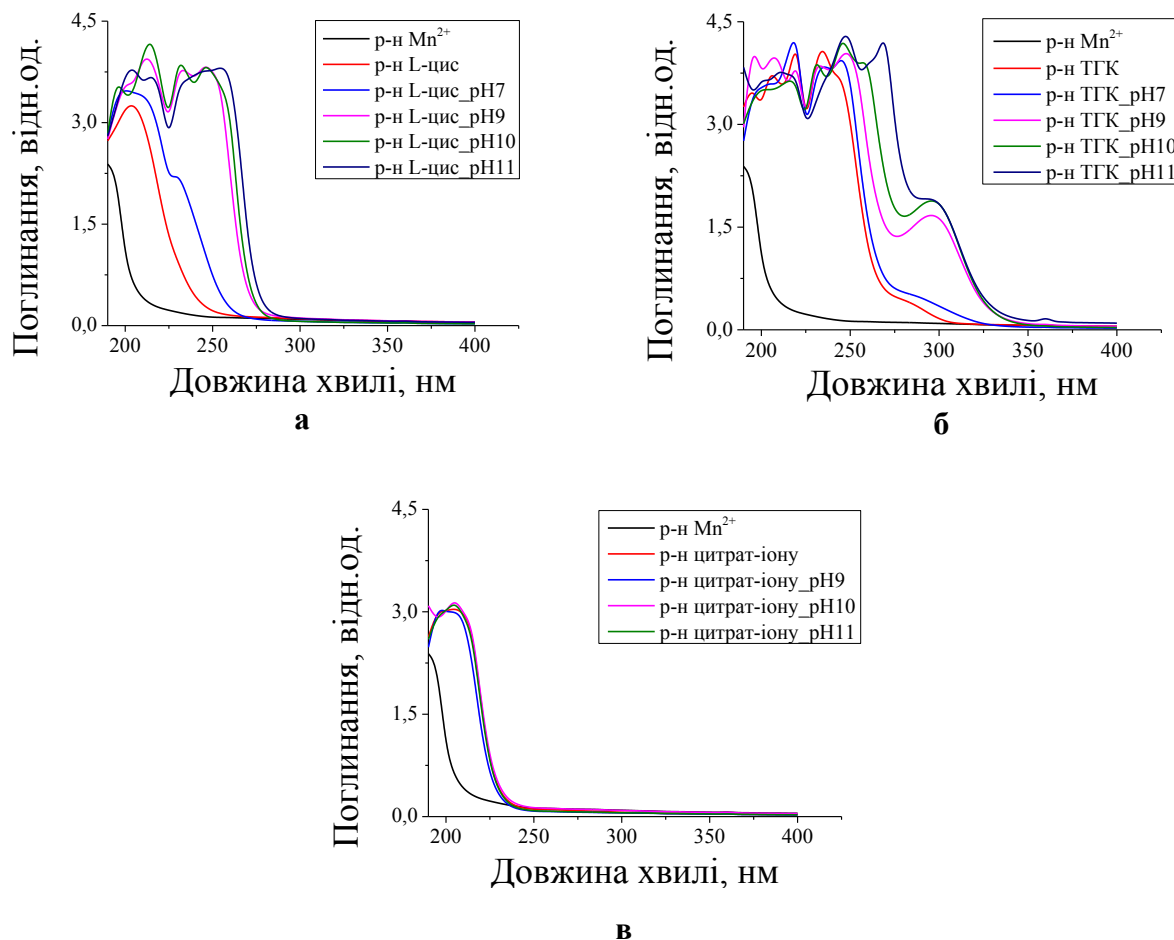 4,5
3,0
1,5
0,0
Поглинання, відн.од.
р-н Mn²⁺
р-н L-цис
р-н L-цис_pH7
р-н L-цис_pH9
р-н L-цис_pH10
р-н L-цис_pH11
200 250 300 350 400
Довжина хвилі, нм
а
4,5
3,0
1,5
0,0
Поглинання, відн.од.
р-н Mn²⁺
р-н ТГК
р-н ТГК_pH7
р-н ТГК_pH9
р-н ТГК_pH10
р-н ТГК_pH11
200 250 300 350 400
Довжина хвилі, нм
б
4,5
3,0
1,5
0,0
Поглинання, відн.од.
р-н Mn²⁺
р-н цитрат-іону
р-н цитрат-іону_pH9
р-н цитрат-іону_pH10
р-н цитрат-іону_pH11
200 250 300 350 400
Довжина хвилі, нм
в